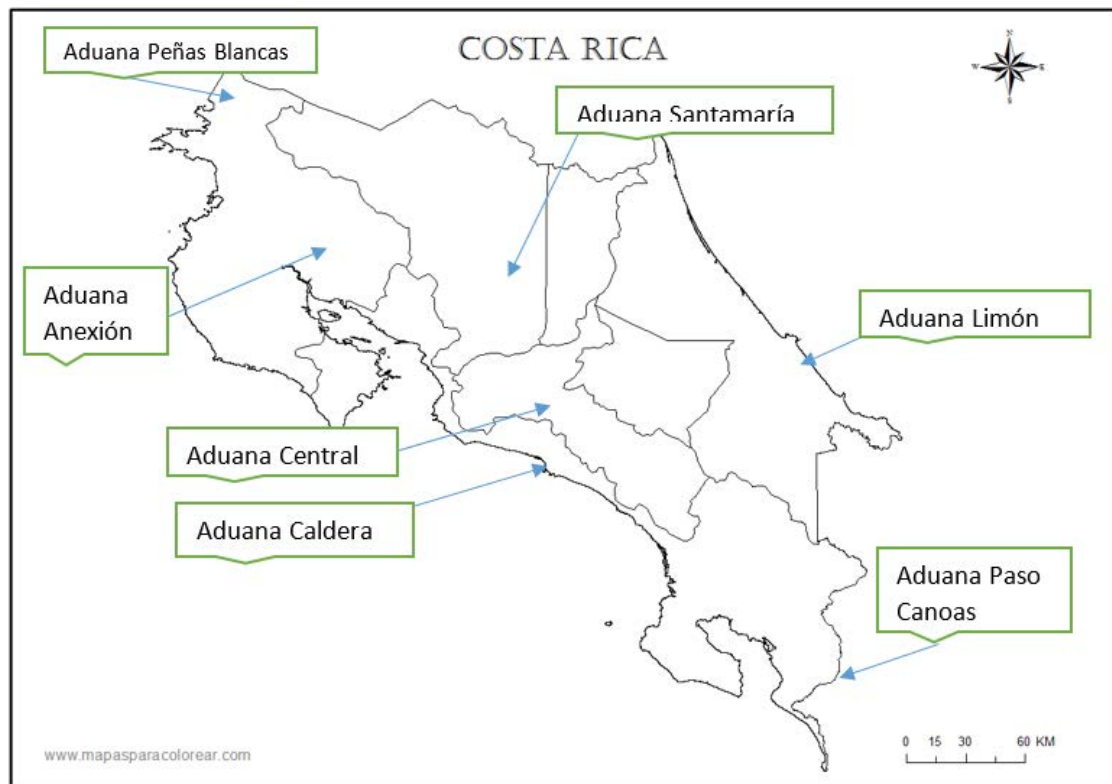 COSTA RICA
N
W
E
S
Aduana Peñas Blancas
Aduana Santamaría
Aduana
Anexión
Aduana Limón
Aduana Central
Aduana Caldera
Aduana Paso
Canoas
www.mapasparacolorear.com
0 15 30 60 KM